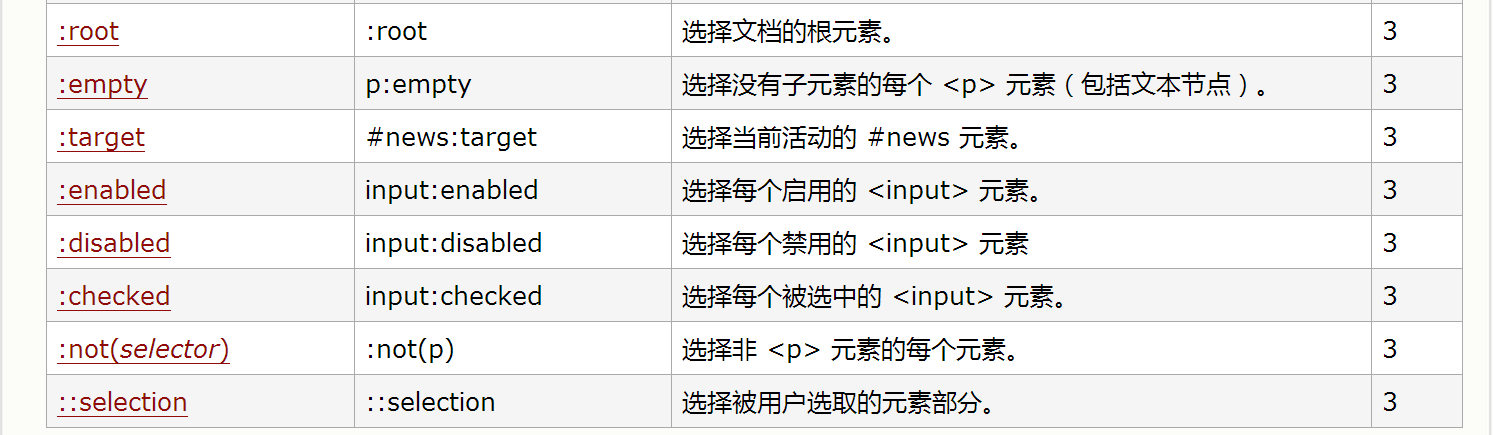 :root :root 选择文档的根元素。 3
:empty p:empty 选择没有子元素的每个 <p> 元素（包括文本节点）。 3
:target #news:target 选择当前活动的 #news 元素。 3
:enabled input:enabled 选择每个启用的 <input> 元素。 3
:disabled input:disabled 选择每个禁用的 <input> 元素 3
:checked input:checked 选择每个被选中的 <input> 元素。 3
:not(selector) :not(p) 选择非 <p> 元素的每个元素。 3
::selection ::selection 选择被用户选取的元素部分。 3